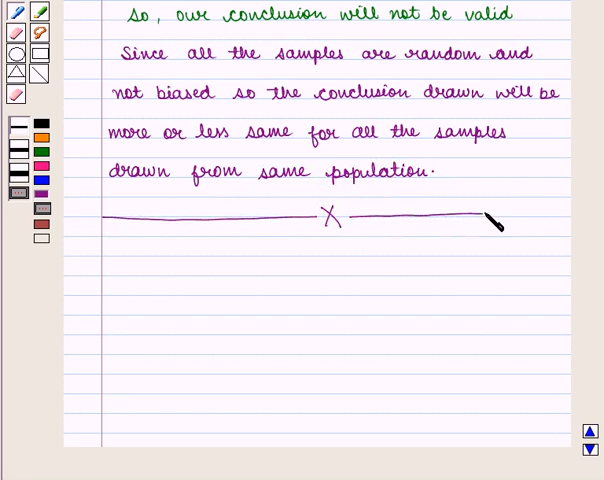 so, our conclusion will not be valid
Since all the samples are random and
not biased so the conclusion drawn will be
more or less same for all the samples
drawn from same population.